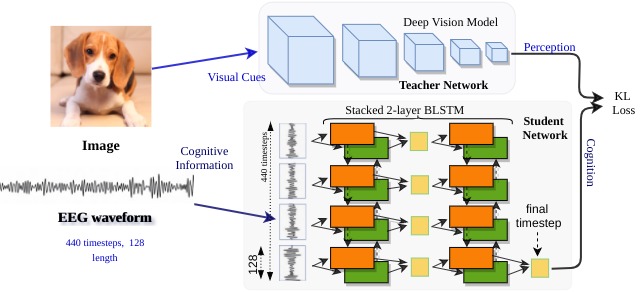 Deep Vision Model
Perception
Visual Cues
Teacher Network
KL
Loss
Stacked 2-layer BLSTM
Student
Network
Image
Cognitive
Information
440 timesteps
Cognition
EEG waveform
final
timestep
440 timesteps, 128
length
128